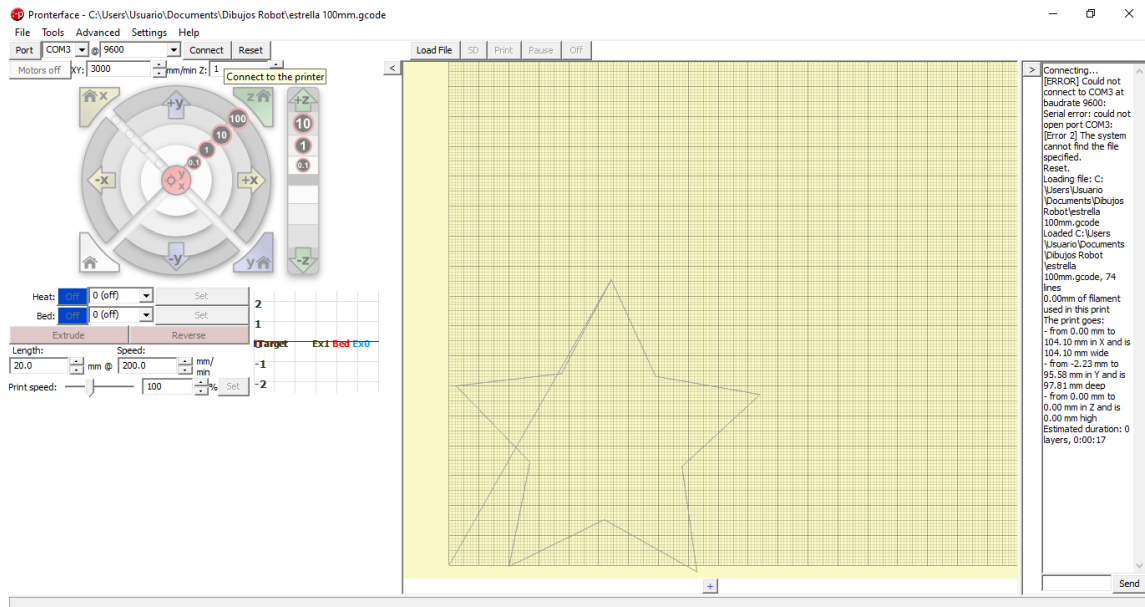 Pronterface - C:\Users\Usuario\Documents\Dibujos Robot\estrella 100mm.gcode
File Tools Advanced Settings Help
Port COM3 @ 9600 Connect Reset
Load File SD Print Pause Off
Motors off XY: 3000 mm/min Z: 1
Connect to the printer
<
>
x
+y
z
100
10
1
0.1
-x
y
x
+x
-y
y
+z
10
1
0.1
-z
Heat: Off 0 (off) Set
Bed: Off 0 (off) Set
Extrude Reverse
Length: Speed:
20.0 mm @ 200.0 mm/
min
Print speed: 100 % Set
2
1
Target Ex1 Bed Ex0
-1
-2
+
Connecting...
[ERROR] Could not
connect to COM3 at
baudrate 9600:
Serial error: could not
open port COM3:
[Error 2] The system
cannot find the file
specified.
Reset.
Loading file: C:
\Users\Usuario
\Documents\Dibujos
Robot\estrella
100mm.gcode
Loaded C:\Users
\Usuario\Documents
\Dibujos Robot
\estrella
100mm.gcode, 74
lines
0.00mm of filament
used in this print
The print goes:
- from 0.00 mm to
104.10 mm in X and is
104.10 mm wide
- from -2.23 mm to
95.58 mm in Y and is
97.81 mm deep
- from 0.00 mm to
0.00 mm in Z and is
0.00 mm high
Estimated duration: 0
layers, 0:00:17
Send